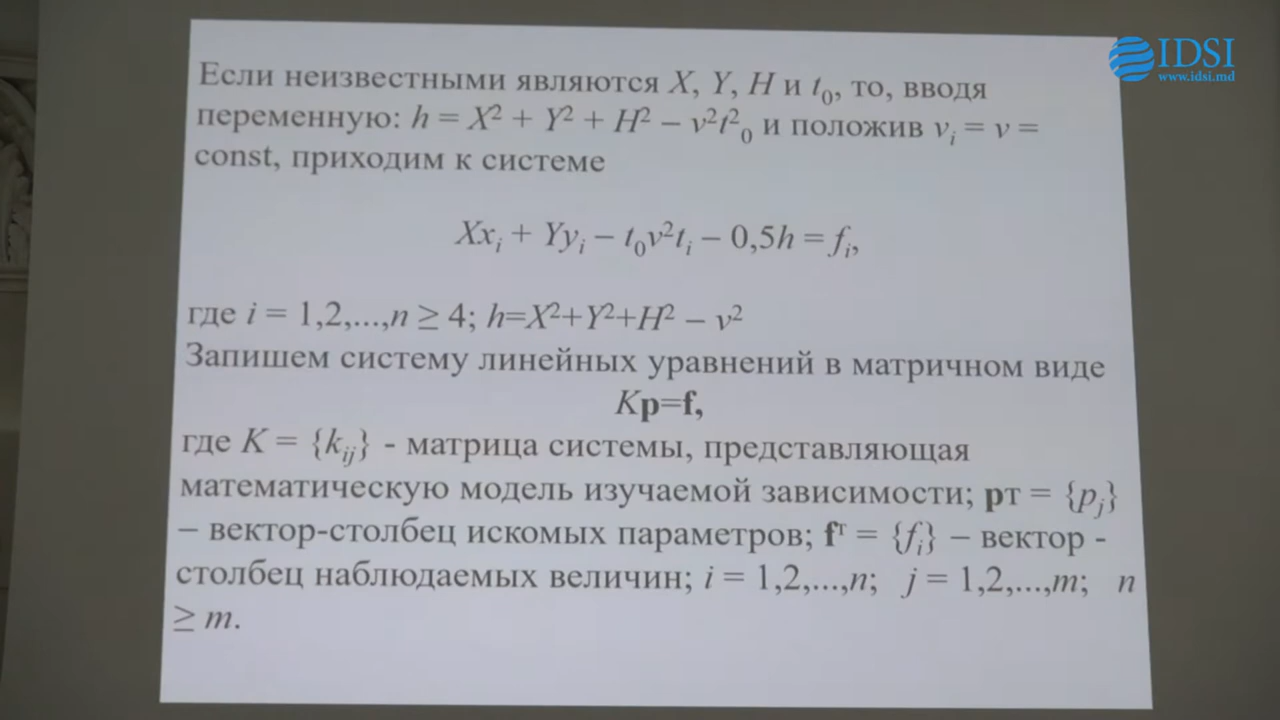 IDSI
www.idsi.md
Если неизвестными являются X, Y, H и t₀, то, вводя
переменную: h = X² + Y² + H² – v²t²₀ и положив vᵢ = v =
const, приходим к системе
Xxᵢ + Yyᵢ – t₀v²tᵢ – 0,5h = fᵢ,
где i = 1,2,...,n ≥ 4; h=X²+Y²+H² – v²
Запишем систему линейных уравнений в матричном виде
Kp=f,
где K = {kᵢⱼ} - матрица системы, представляющая
математическую модель изучаемой зависимости; pт = {pⱼ}
– вектор-столбец искомых параметров; fᵀ = {fᵢ} – вектор -
столбец наблюдаемых величин; i = 1,2,...,n; j = 1,2,...,m; n
≥ m.